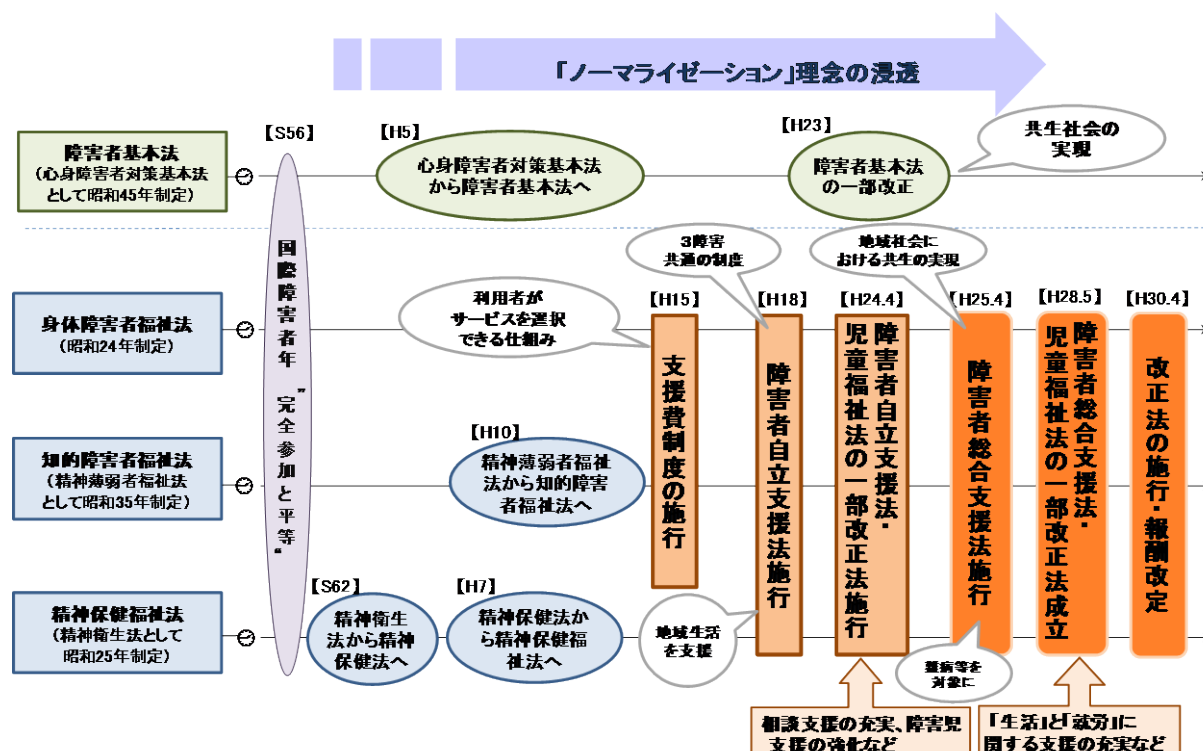 「ノーマライゼーション」理念の浸透
【S56】
【H5】
【H23】
共生社会の
実現
障害者基本法
(心身障害者対策基本法
として昭和45年制定)
心身障害者対策基本法
から障害者基本法へ
障害者基本法
の一部改正
国際障害者年 “完全参加と平等”
3障害
共通の制度
地域社会に
おける共生の実現
利用者が
サービスを選択
できる仕組み
【H15】
【H18】
【H24.4】
【H25.4】
【H28.5】
【H30.4】
身体障害者福祉法
(昭和24年制定)
支援費制度の施行
障害者自立支援法施行
障害者自立支援法・
児童福祉法の一部改正法施行
障害者総合支援法施行
障害者総合支援法・
児童福祉法の一部改正法成立
改正法の施行・報酬改定
【H10】
知的障害者福祉法
(精神薄弱者福祉法
として昭和35年制定)
精神薄弱者福祉
法から知的障害
者福祉法へ
【S62】
【H7】
精神保健福祉法
(精神衛生法として
昭和25年制定)
精神衛生
法から精神
保健法へ
精神保健法か
ら精神保健福
祉法へ
地域生活
を支援
難病等を
対象に
相談支援の充実、障害児
支援の強化など
「生活」と「就労」に
関する支援の充実など